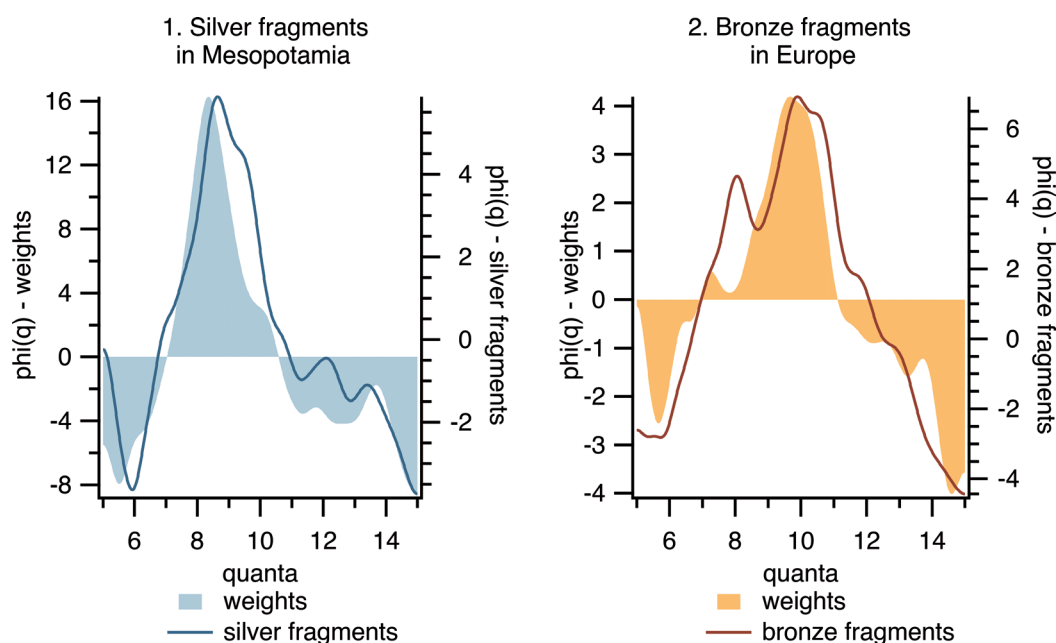 1. Silver fragments
in Mesopotamia
16
12
8
4
0
-4
-8
phi(q) - weights
4
2
0
-2
phi(q) - silver fragments
6 8 10 12 14
quanta
weights
silver fragments
2. Bronze fragments
in Europe
4
3
2
1
0
-1
-2
-3
-4
phi(q) - weights
6
4
2
0
-2
-4
phi(q) - bronze fragments
6 8 10 12 14
quanta
weights
bronze fragments